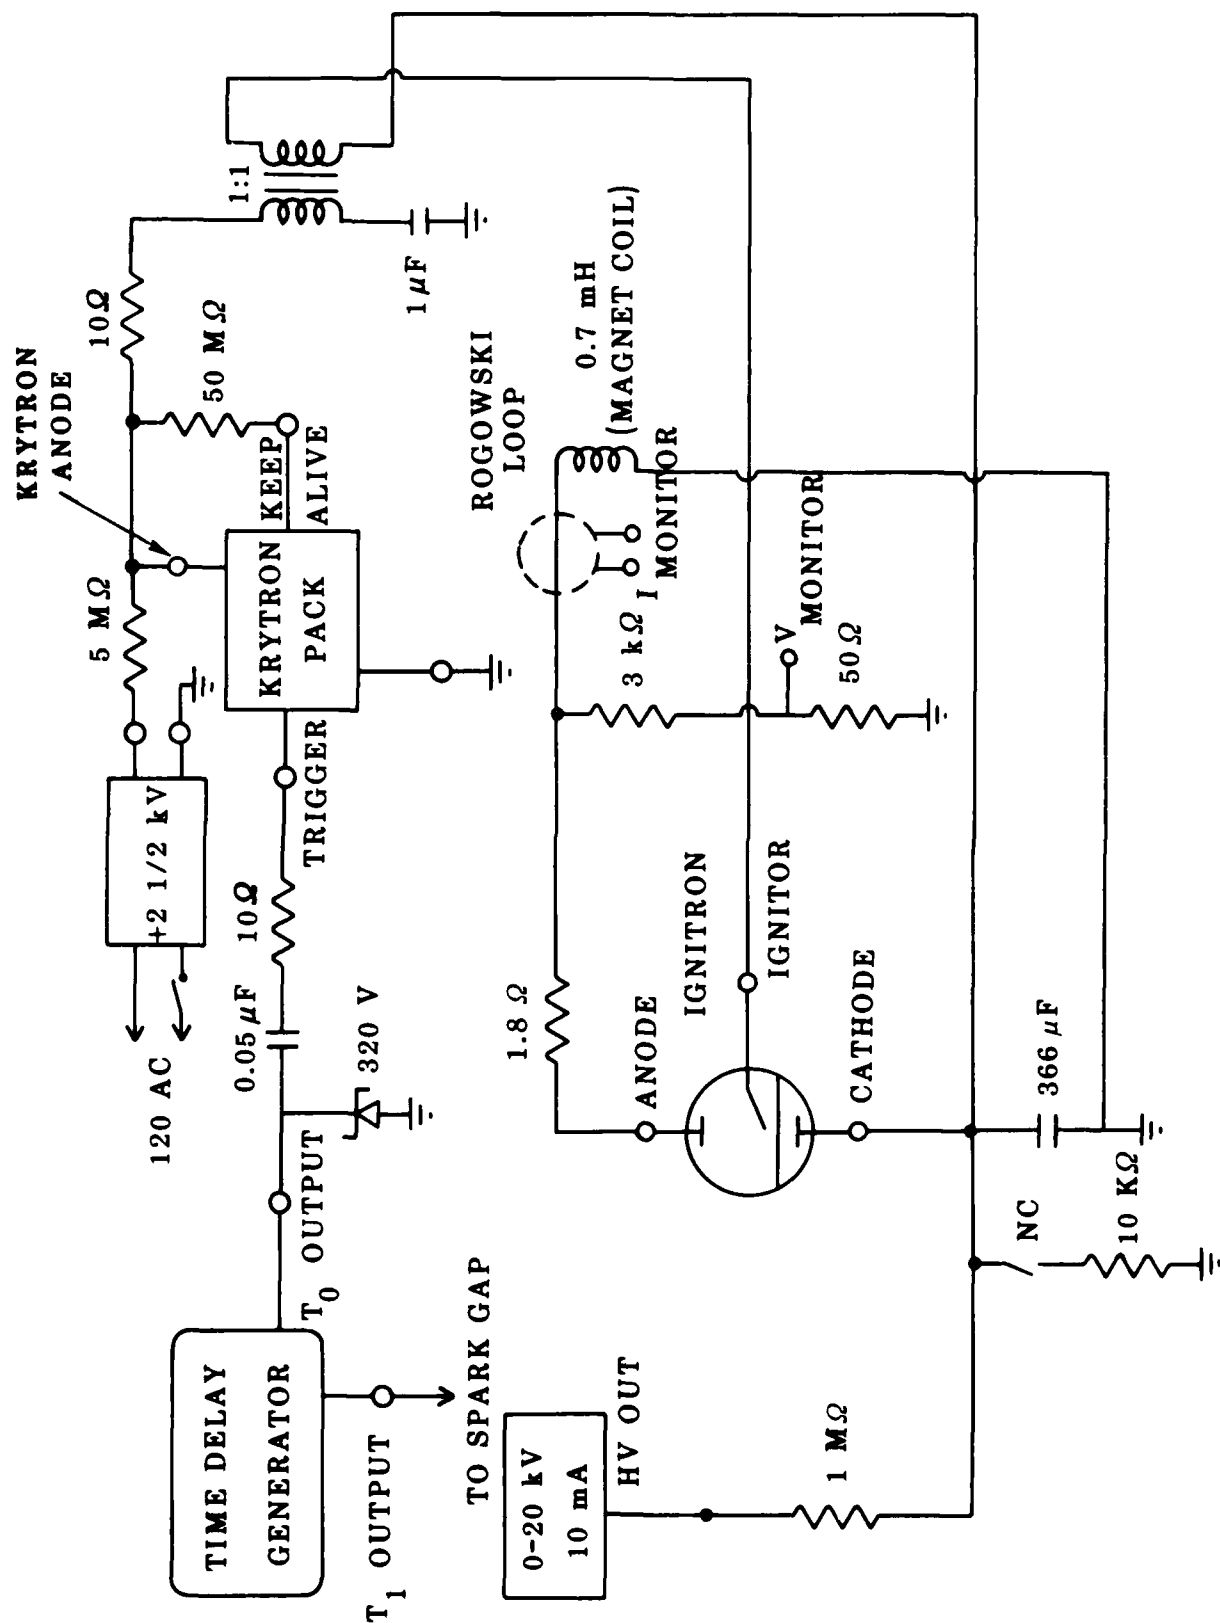 TIME DELAY
GENERATOR
T₀ OUTPUT
T₁ OUTPUT
TO SPARK GAP
120 AC
+2 1/2 kV
5 MΩ
KRYTRON
ANODE
10Ω
50 MΩ
1:1
1 μF
0.05 μF
10Ω
TRIGGER
KRYTRON
PACK
KEEP
ALIVE
320 V
ROGOWSKI
LOOP
0.7 mH
(MAGNET COIL)
I
MONITOR
1.8 Ω
3 kΩ
V
MONITOR
50Ω
ANODE
IGNITRON
IGNITOR
CATHODE
0-20 kV
10 mA
HV OUT
1 MΩ
NC
10 KΩ
366 μF